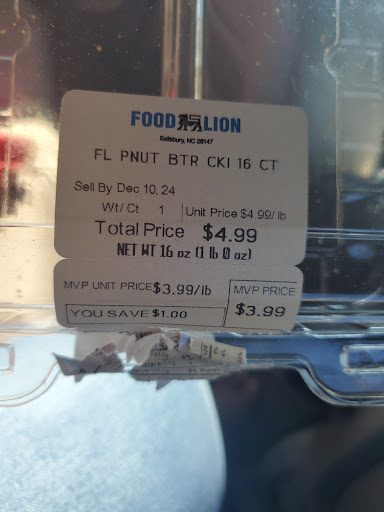 FOOD LION
Salisbury, NC 28147
FL PNUT BTR CKI 16 CT
Sell By Dec 10, 24
Wt/ Ct 1 Unit Price $4.99/ lb
Total Price $4.99
NET WT 16 oz (1 lb 0 oz)
MVP UNIT PRICE $3.99/lb
MVP PRICE
YOU SAVE $1.00
$3.99